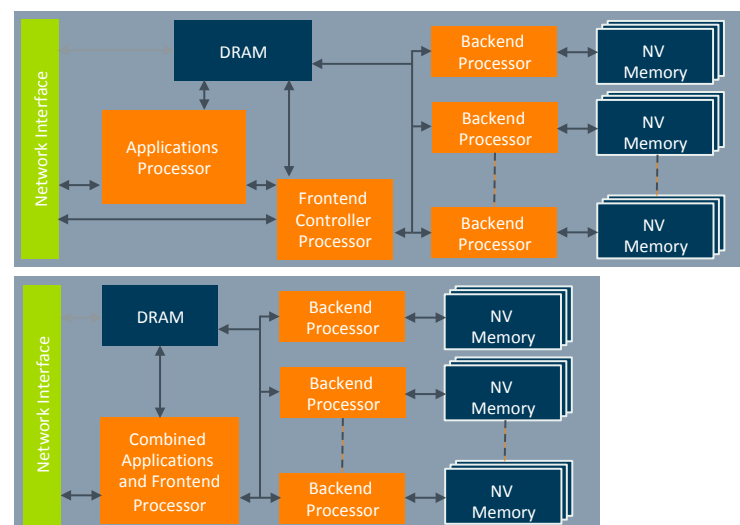 Network Interface
DRAM
Applications
Processor
Frontend
Controller
Processor
Backend
Processor
NV
Memory
Backend
Processor
NV
Memory
Backend
Processor
NV
Memory
Network Interface
DRAM
Combined
Applications
and Frontend
Processor
Backend
Processor
NV
Memory
Backend
Processor
NV
Memory
Backend
Processor
NV
Memory